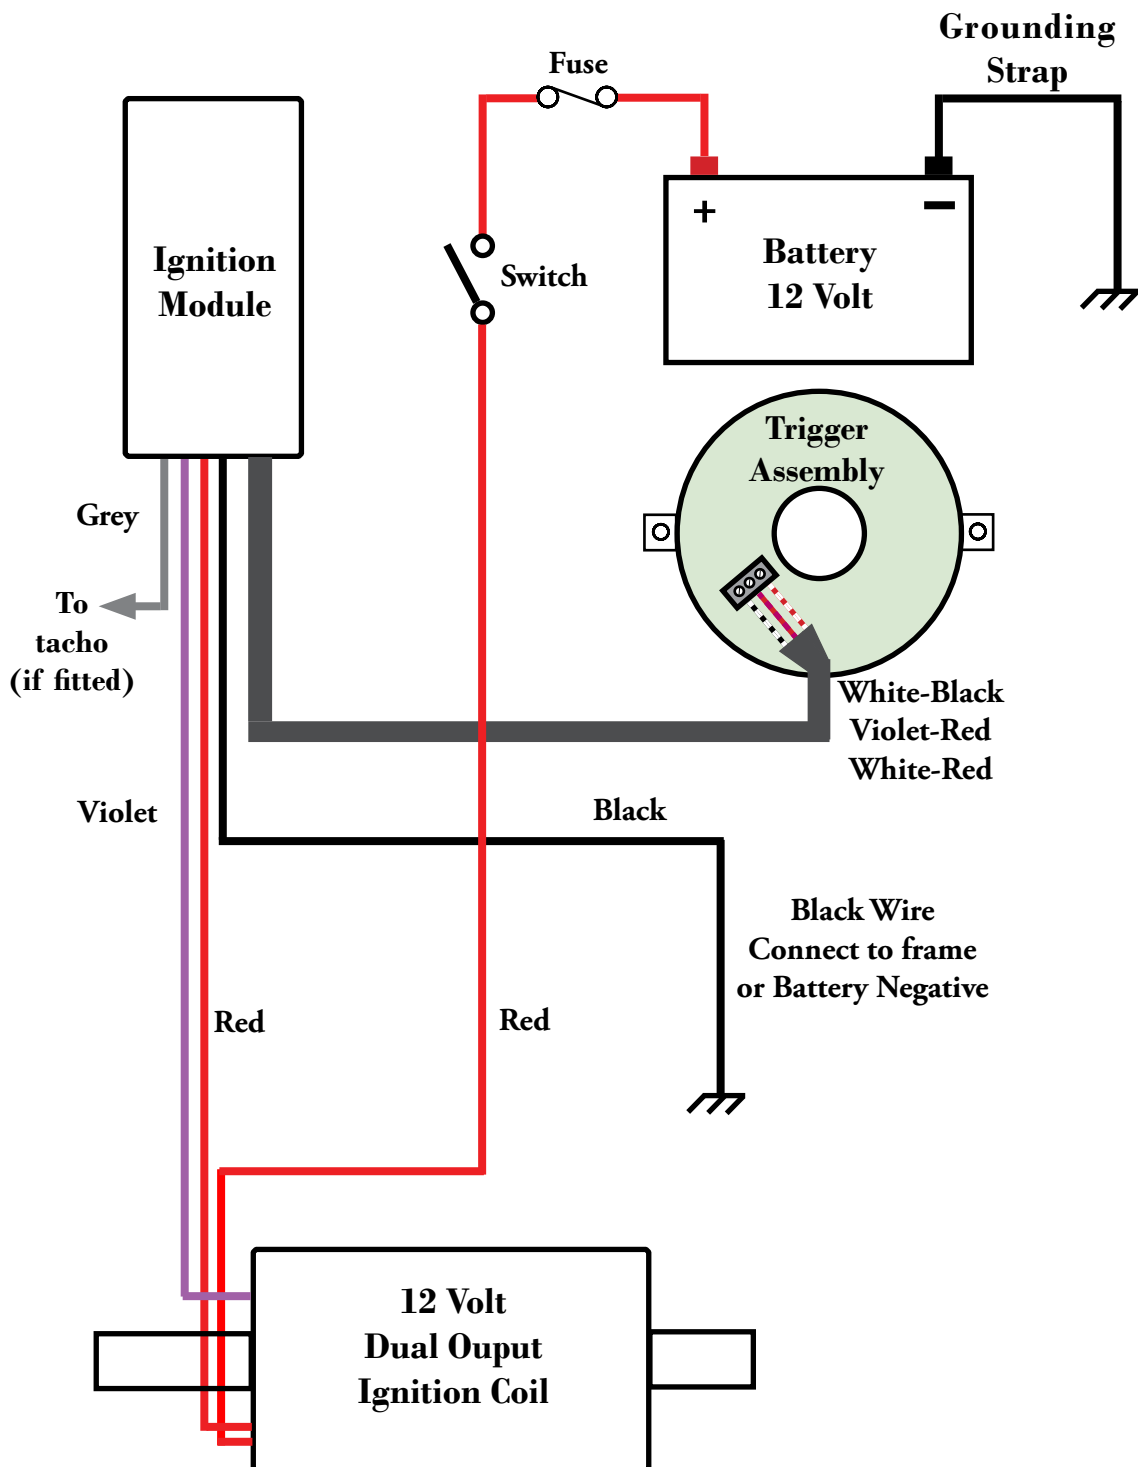 Grounding
Strap
Fuse
+
Battery
12 Volt
Ignition
Module
Switch
Trigger
Assembly
Grey
To
tacho
(if fitted)
White-Black
Violet-Red
White-Red
Violet
Black
Black Wire
Connect to frame
or Battery Negative
Red
Red
12 Volt
Dual Ouput
Ignition Coil